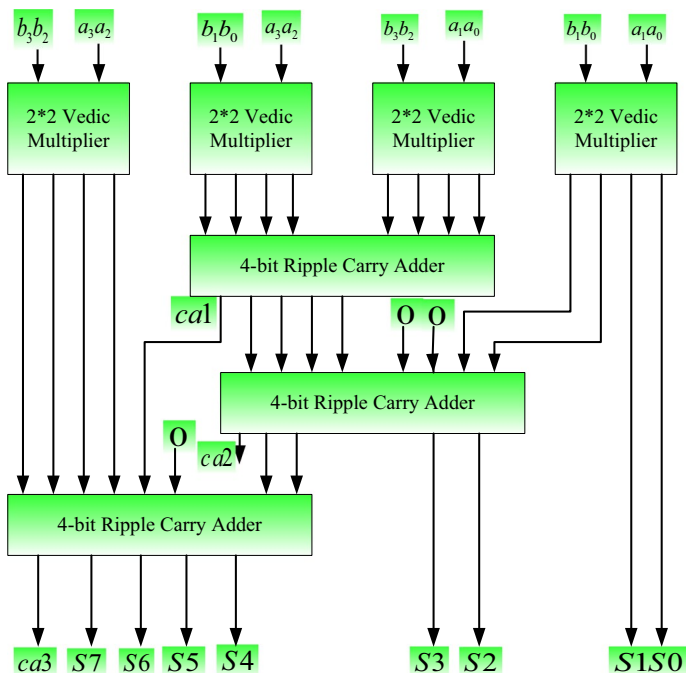 b₃b₂ a₃a₂ b₁b₀ a₃a₂ b₃b₂ a₁a₀ b₁b₀ a₁a₀
2*2 Vedic
Multiplier
2*2 Vedic
Multiplier
2*2 Vedic
Multiplier
2*2 Vedic
Multiplier
4-bit Ripple Carry Adder
ca1
0 0
4-bit Ripple Carry Adder
0
ca2
4-bit Ripple Carry Adder
ca3 S7 S6 S5 S4 S3 S2 S1S0